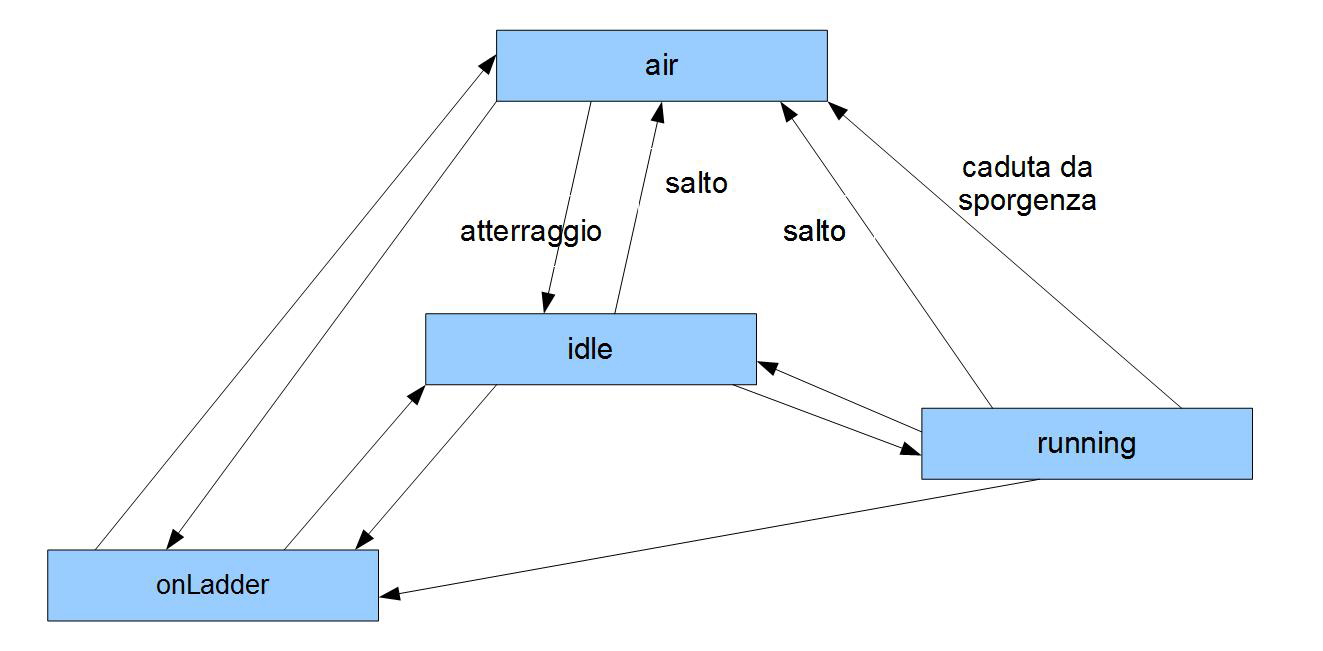 air
caduta da
sporgenza
salto
atterraggio
salto
idle
running
onLadder